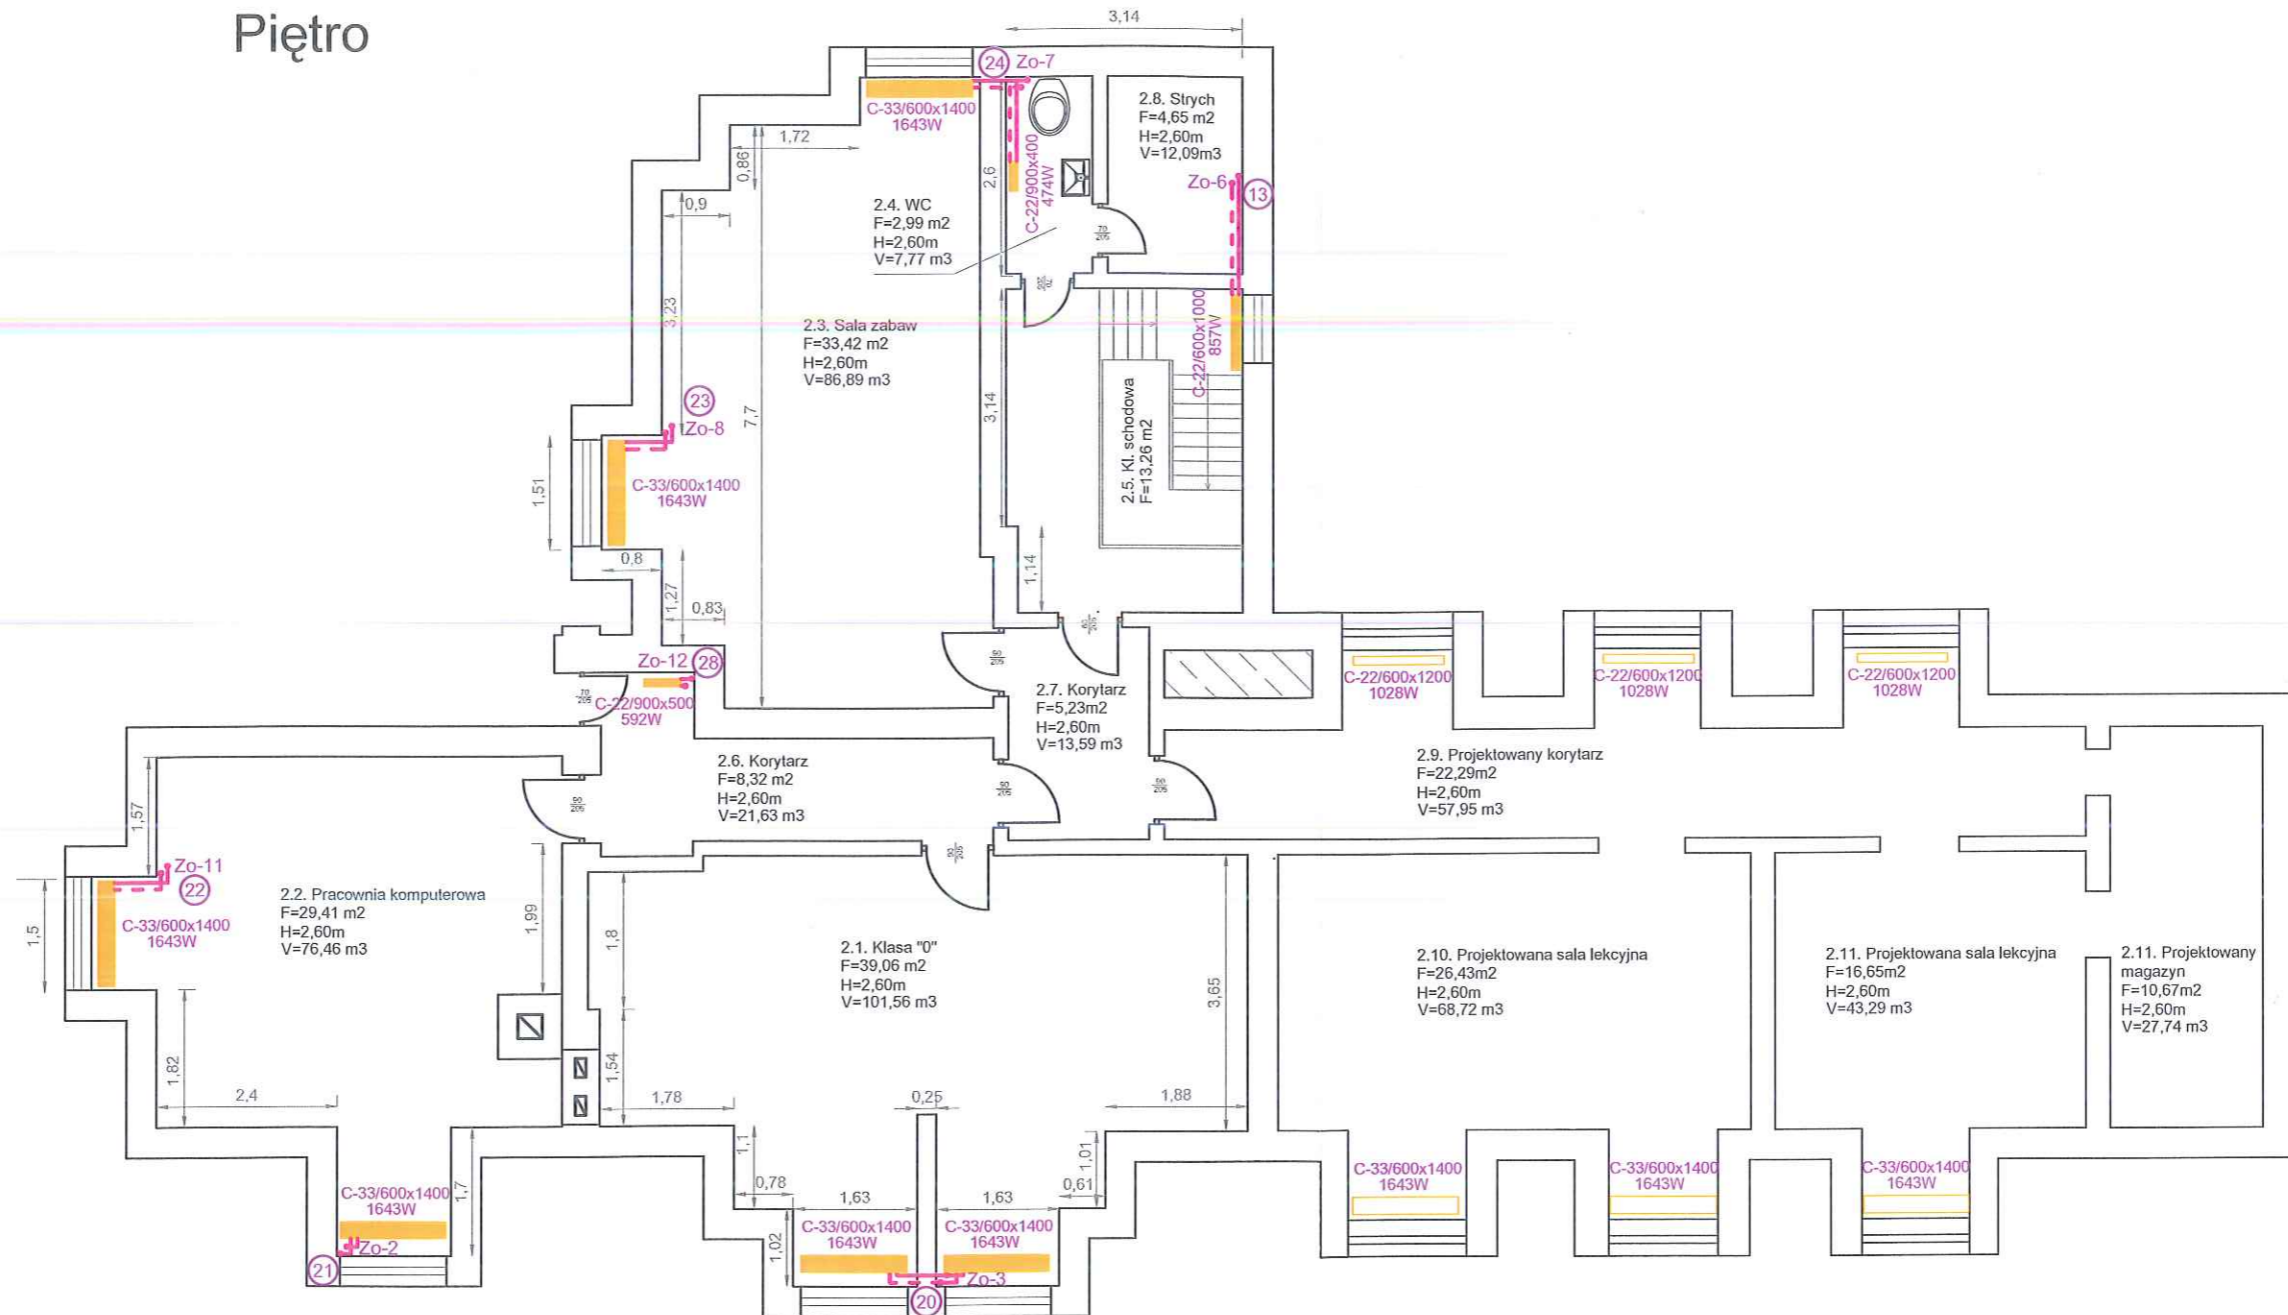 Piętro
3,14
24 Zo-7
C-33/600x1400
1643W
1,72
0,86
0,9
2,6
C-22/900x400
474W
2.8. Strych
F=4,65 m2
H=2,60m
V=12,09m3
Zo-6 13
2.4. WC
F=2,99 m2
H=2,60m
V=7,77 m3
70
205
3,23
2.3. Sala zabaw
F=33,42 m2
H=2,60m
V=86,89 m3
7,7
3,14
C-22/600x1000
857W
2.5. Kl. schodowa
F=13,26 m2
23
Zo-8
C-33/600x1400
1643W
1,51
0,8
1,27
0,83
1,14
Zo-12 28
C-22/900x500
592W
70
205
2.7. Korytarz
F=5,23m2
H=2,60m
V=13,59 m3
C-22/600x1200
1028W
C-22/600x1200
1028W
C-22/600x1200
1028W
2.6. Korytarz
F=8,32 m2
H=2,60m
V=21,63 m3
2.9. Projektowany korytarz
F=22,29m2
H=2,60m
V=57,95 m3
1,57
Zo-11
22
C-33/600x1400
1643W
1,5
2.2. Pracownia komputerowa
F=29,41 m2
H=2,60m
V=76,46 m3
1,99
1,8
2.1. Klasa "0"
F=39,06 m2
H=2,60m
V=101,56 m3
3,65
2.10. Projektowana sala lekcyjna
F=26,43m2
H=2,60m
V=68,72 m3
2.11. Projektowana sala lekcyjna
F=16,65m2
H=2,60m
V=43,29 m3
2.11. Projektowany
magazyn
F=10,67m2
H=2,60m
V=27,74 m3
1,82
2,4
1,54
1,78
0,25
1,88
1,1
1,01
0,78
1,63
1,63
0,61
1,7
1,02
C-33/600x1400
1643W
Zo-2
21
C-33/600x1400
1643W
C-33/600x1400
1643W
Zo-3
20
C-33/600x1400
1643W
C-33/600x1400
1643W
C-33/600x1400
1643W